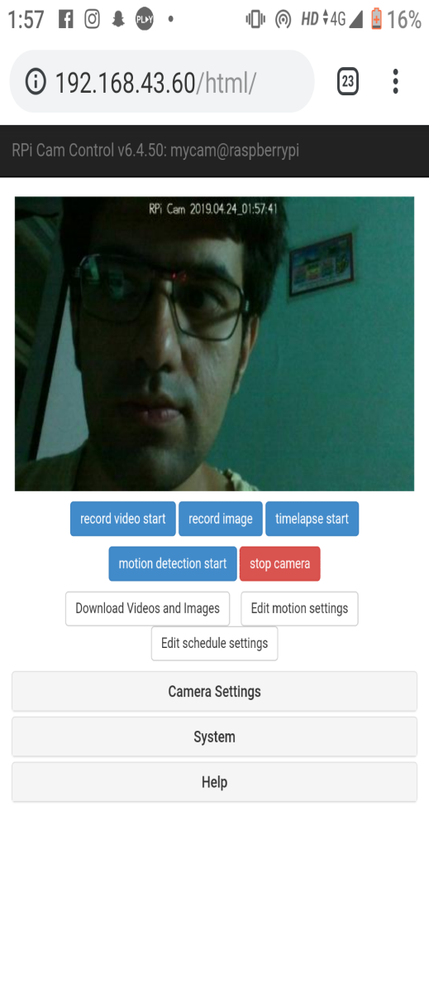 1:57 PLAY HD 4G 16%
192.168.43.60/html/ 23
RPi Cam Control v6.4.50: mycam@raspberrypi
RPi Cam 2019.04.24_01:57:41
record video start record image timelapse start
motion detection start stop camera
Download Videos and Images Edit motion settings
Edit schedule settings
Camera Settings
System
Help